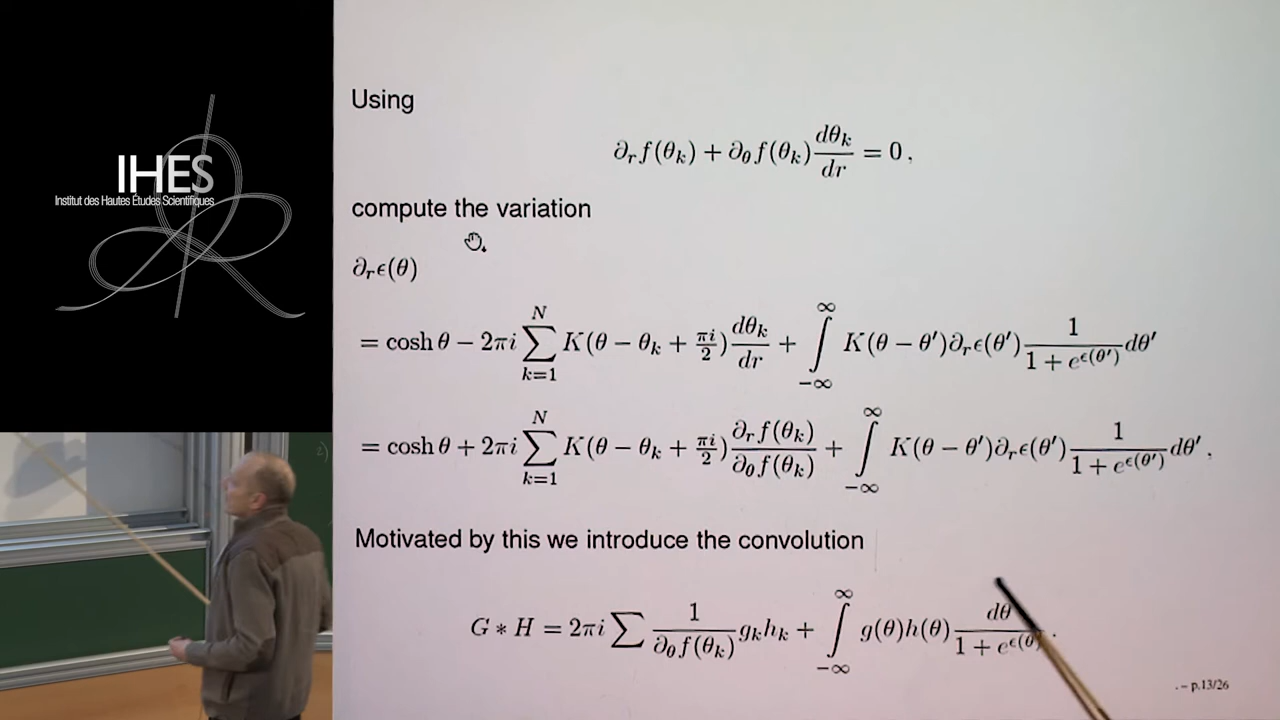 IHES
Institut des Hautes Études Scientifiques
Using
∂_r f(θ_k) + ∂_θ f(θ_k) dθ_k/dr = 0 ,
compute the variation
∂_r ϵ(θ)
= cosh θ − 2πi ∑_{k=1}^{N} K(θ − θ_k + πi/2) dθ_k/dr + ∫_{−∞}^{∞} K(θ − θ′)∂_r ϵ(θ′) 1/(1 + e^{ϵ(θ′)}) dθ′
= cosh θ + 2πi ∑_{k=1}^{N} K(θ − θ_k + πi/2) ∂_r f(θ_k)/∂_θ f(θ_k) + ∫_{−∞}^{∞} K(θ − θ′)∂_r ϵ(θ′) 1/(1 + e^{ϵ(θ′)}) dθ′ ,
Motivated by this we introduce the convolution
G ∗ H = 2πi ∑ 1/∂_θ f(θ_k) g_k h_k + ∫_{−∞}^{∞} g(θ)h(θ) dθ/(1 + e^{ϵ(θ)}) .
. – p.13/26